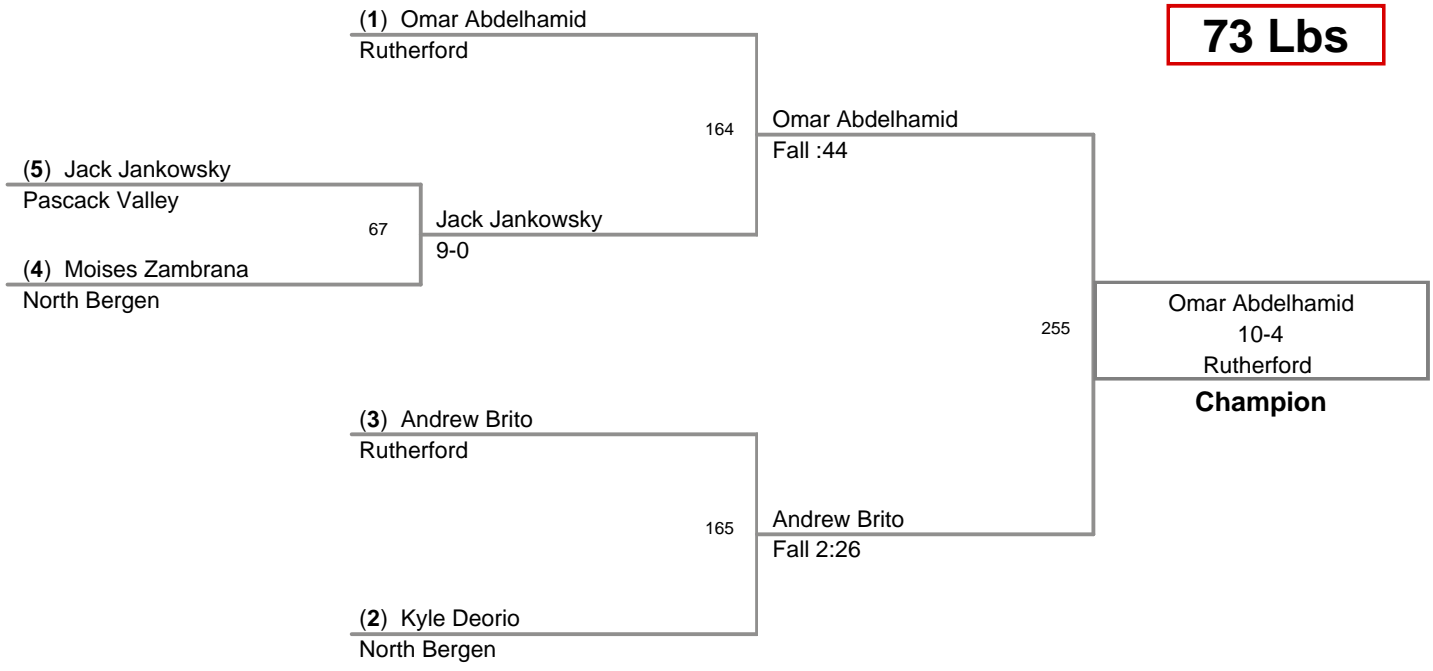 (1) Omar Abdelhamid
Rutherford
73 Lbs
164
Omar Abdelhamid
Fall :44
(5) Jack Jankowsky
Pascack Valley
67
Jack Jankowsky
9-0
(4) Moises Zambrana
North Bergen
255
Omar Abdelhamid
10-4
Rutherford
Champion
(3) Andrew Brito
Rutherford
165
Andrew Brito
Fall 2:26
(2) Kyle Deorio
North Bergen